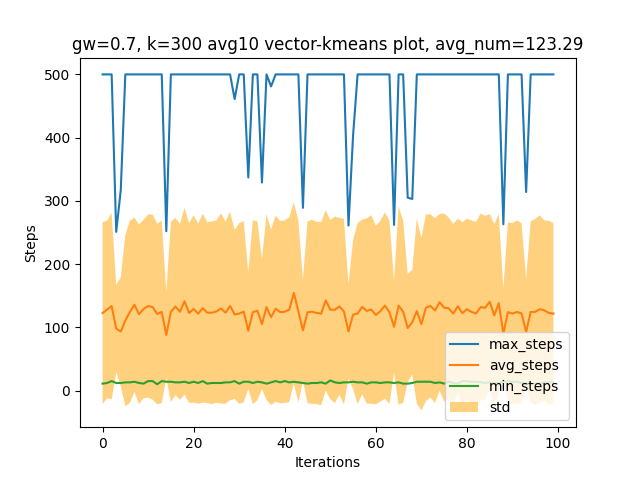 gw=0.7, k=300 avg10 vector-kmeans plot, avg_num=123.29
500
400
300
200
100
0
Steps
0 20 40 60 80 100
Iterations
max_steps
avg_steps
min_steps
std